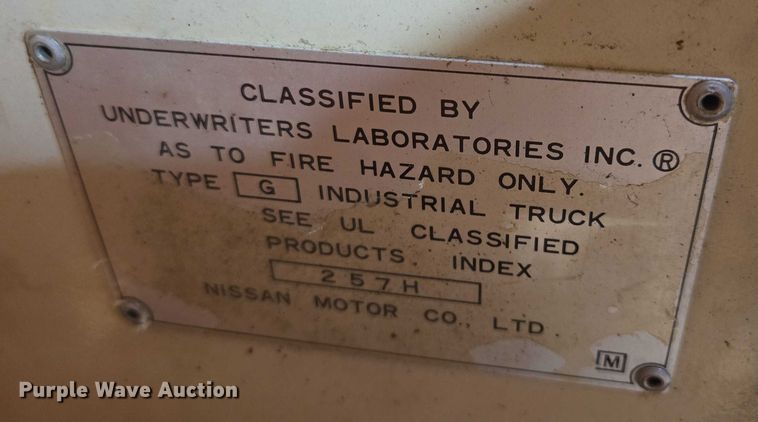 CLASSIFIED BY
UNDERWRITERS LABORATORIES INC.®
AS TO FIRE HAZARD ONLY.
TYPE G INDUSTRIAL TRUCK
SEE UL CLASSIFIED
PRODUCTS. INDEX
257H
NISSAN MOTOR CO., LTD.
M
Purple Wave Auction